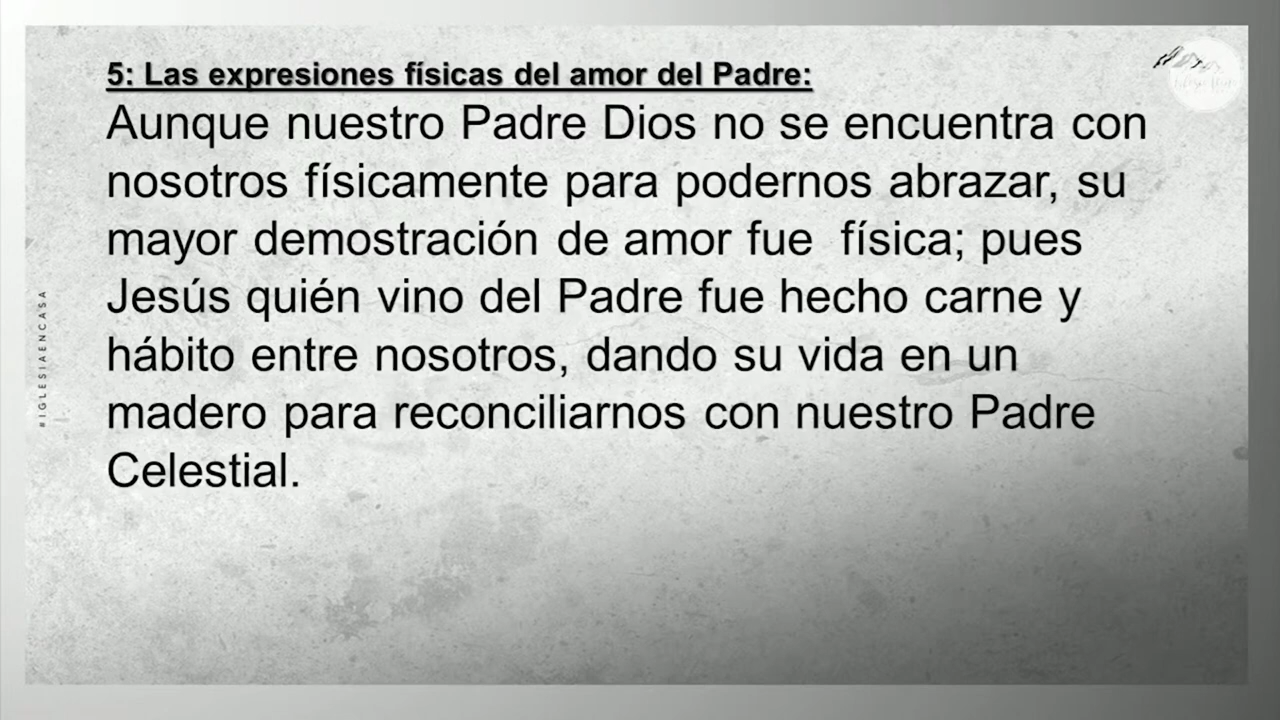 5: Las expresiones físicas del amor del Padre:
Aunque nuestro Padre Dios no se encuentra con
nosotros físicamente para podernos abrazar, su
mayor demostración de amor fue  física; pues
Jesús quién vino del Padre fue hecho carne y
hábito entre nosotros, dando su vida en un
madero para reconciliarnos con nuestro Padre
Celestial.
#IGLESIAENCASA